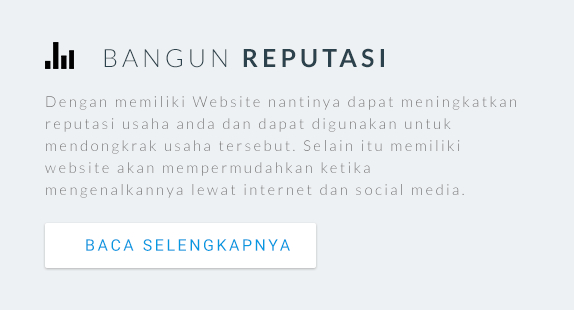 BANGUN REPUTASI
Dengan memiliki Website nantinya dapat meningkatkan
reputasi usaha anda dan dapat digunakan untuk
mendongkrak usaha tersebut. Selain itu memiliki
website akan mempermudahkan ketika
mengenalkannya lewat internet dan social media.
BACA SELENGKAPNYA